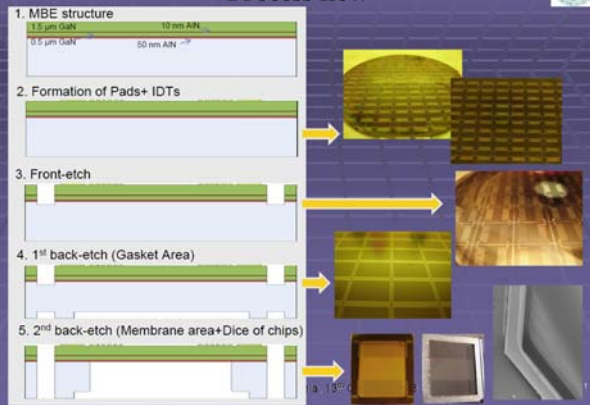 1. MBE structure
1.5 µm GaN
10 nm AlN
0.5 µm GaN
50 nm AlN
2. Formation of Pads+ IDTs
3. Front-etch
4. 1st back-etch (Gasket Area)
5. 2nd back-etch (Membrane area+Dice of chips)
13th